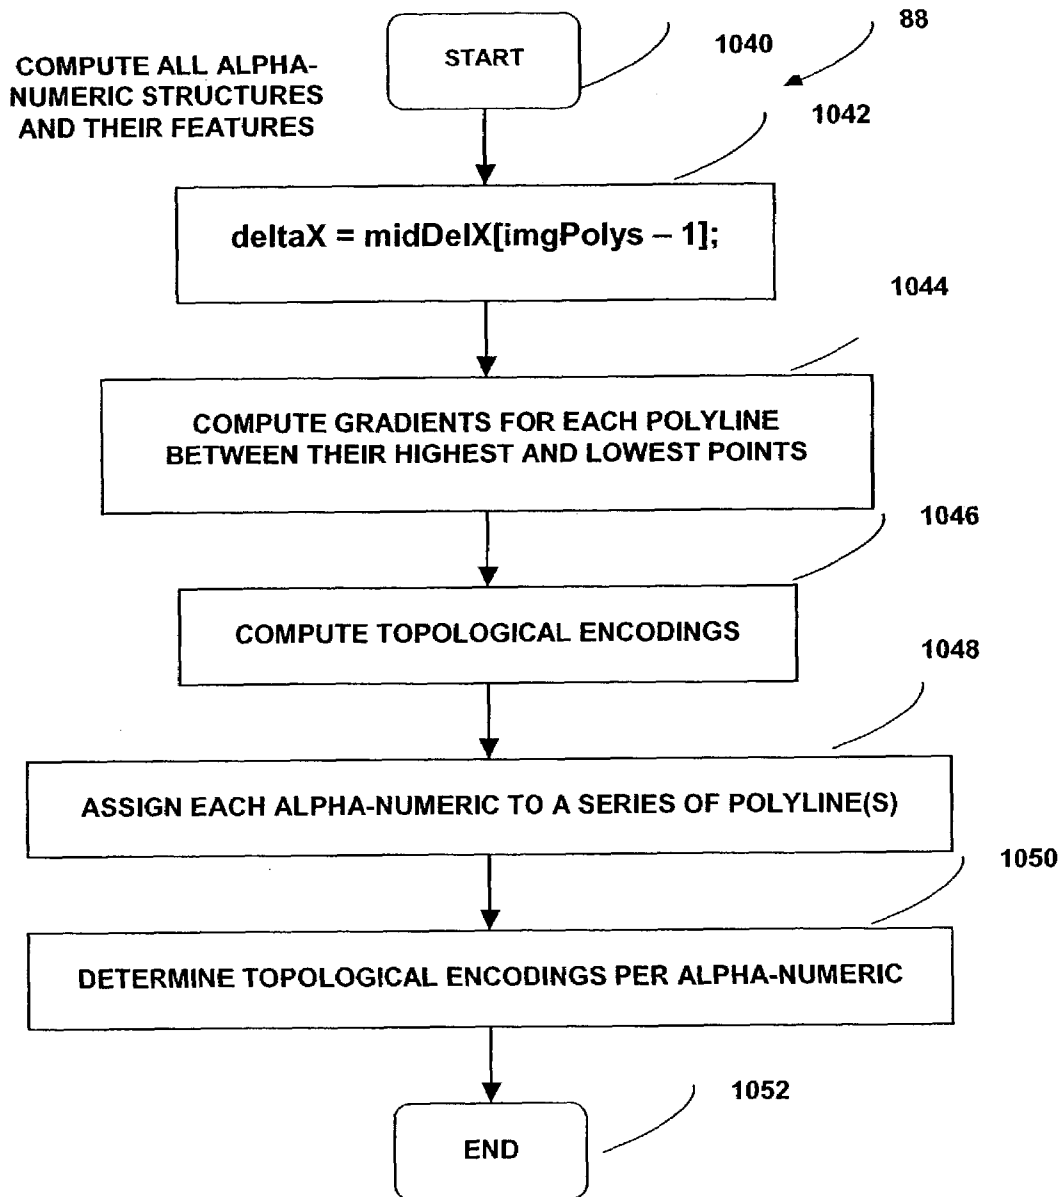 88
START
1040
COMPUTE ALL ALPHA-
NUMERIC STRUCTURES
AND THEIR FEATURES
1042
deltaX = midDelX[imgPolys – 1];
1044
COMPUTE GRADIENTS FOR EACH POLYLINE
BETWEEN THEIR HIGHEST AND LOWEST POINTS
1046
COMPUTE TOPOLOGICAL ENCODINGS
1048
ASSIGN EACH ALPHA-NUMERIC TO A SERIES OF POLYLINE(S)
1050
DETERMINE TOPOLOGICAL ENCODINGS PER ALPHA-NUMERIC
1052
END